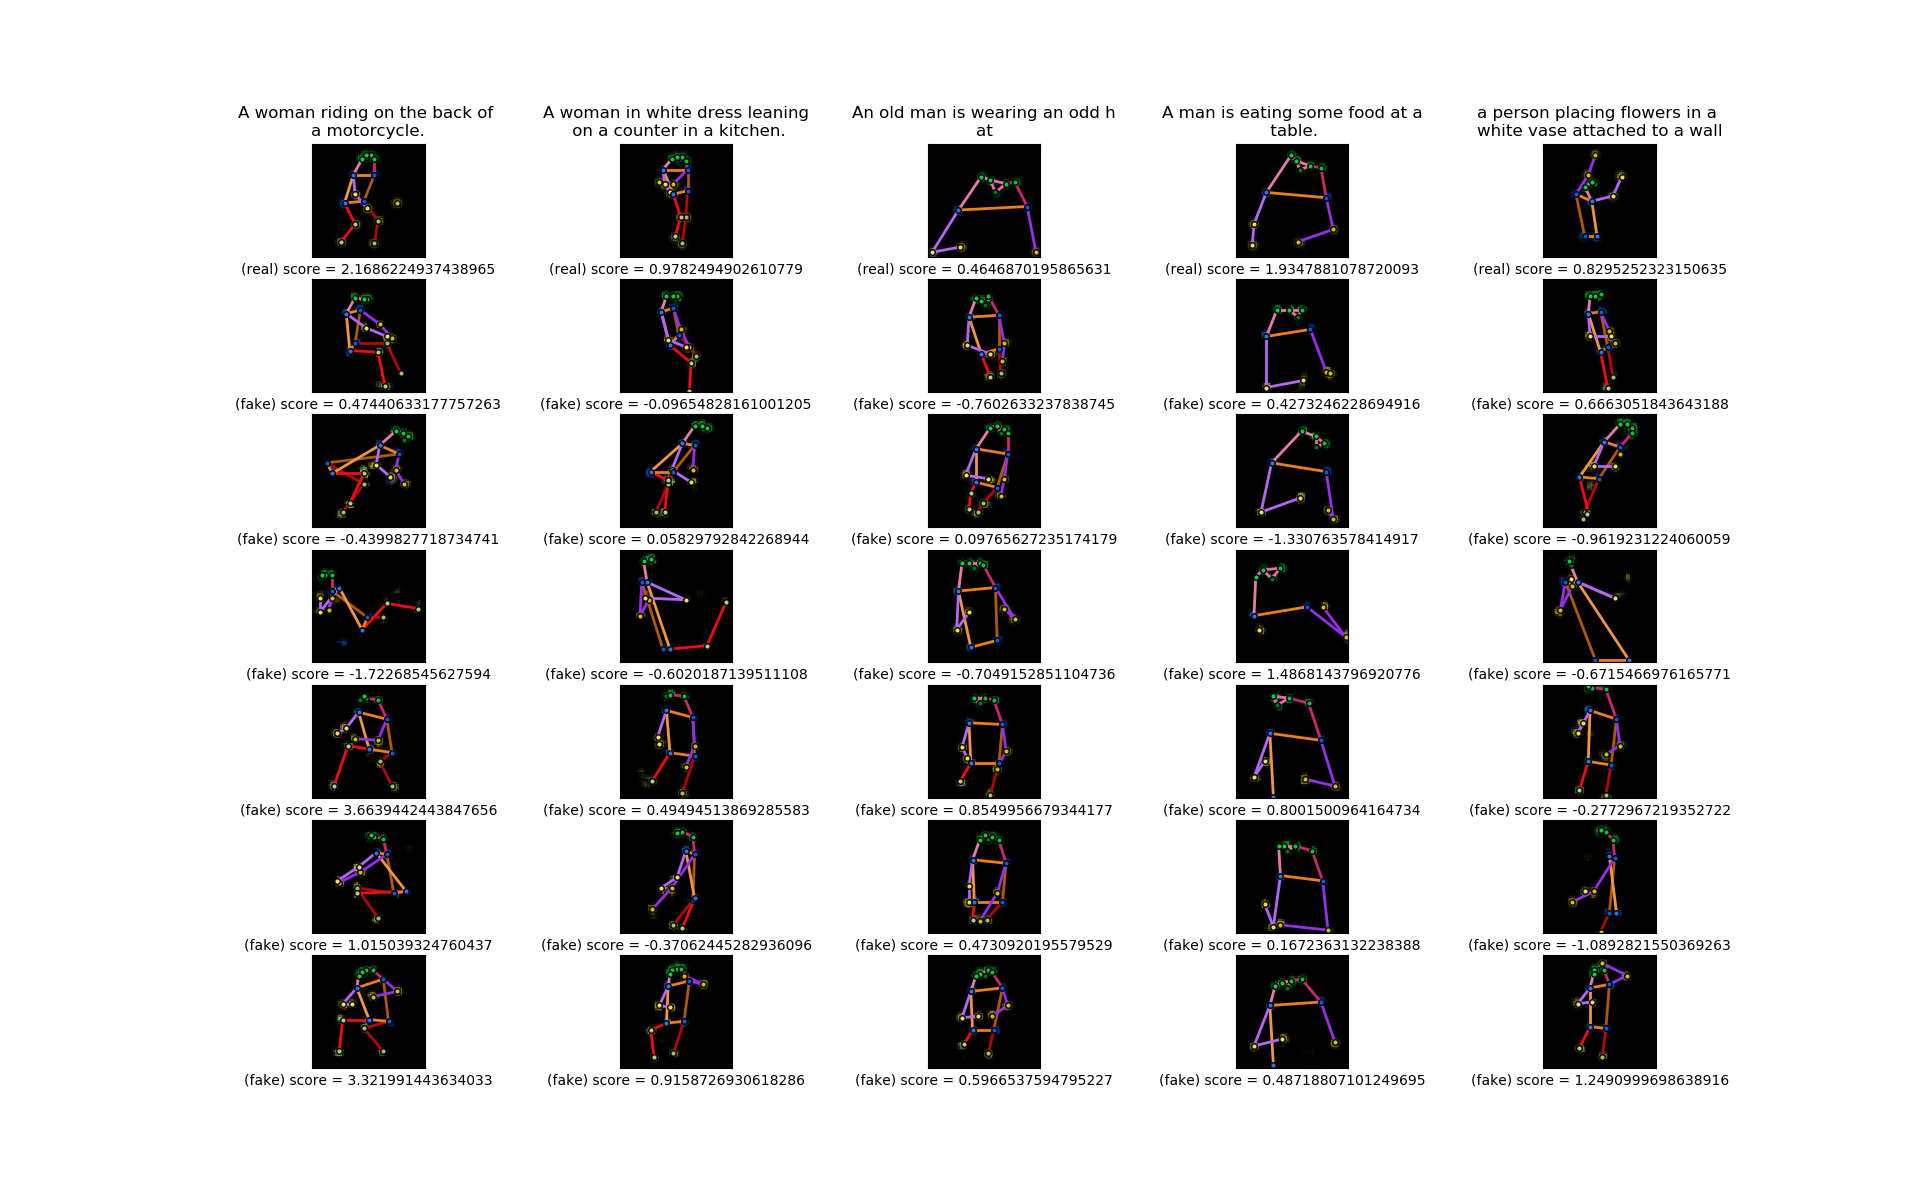 A woman riding on the back of
a motorcycle.
A woman in white dress leaning
on a counter in a kitchen.
An old man is wearing an odd h
at
A man is eating some food at a
table.
a person placing flowers in a
white vase attached to a wall
(real) score = 2.1686224937438965
(real) score = 0.9782494902610779
(real) score = 0.4646870195865631
(real) score = 1.9347881078720093
(real) score = 0.8295252323150635
(fake) score = 0.47440633177757263
(fake) score = -0.09654828161001205
(fake) score = -0.7602633237838745
(fake) score = 0.4273246228694916
(fake) score = 0.6663051843643188
(fake) score = -0.4399827718734741
(fake) score = 0.05829792842268944
(fake) score = 0.09765627235174179
(fake) score = -1.330763578414917
(fake) score = -0.9619231224060059
(fake) score = -1.72268545627594
(fake) score = -0.6020187139511108
(fake) score = -0.7049152851104736
(fake) score = 1.4868143796920776
(fake) score = -0.6715466976165771
(fake) score = 3.6639442443847656
(fake) score = 0.49494513869285583
(fake) score = 0.8549956679344177
(fake) score = 0.8001500964164734
(fake) score = -0.2772967219352722
(fake) score = 1.015039324760437
(fake) score = -0.37062445282936096
(fake) score = 0.4730920195579529
(fake) score = 0.1672363132238388
(fake) score = -1.0892821550369263
(fake) score = 3.321991443634033
(fake) score = 0.9158726930618286
(fake) score = 0.5966537594795227
(fake) score = 0.48718807101249695
(fake) score = 1.2490999698638916